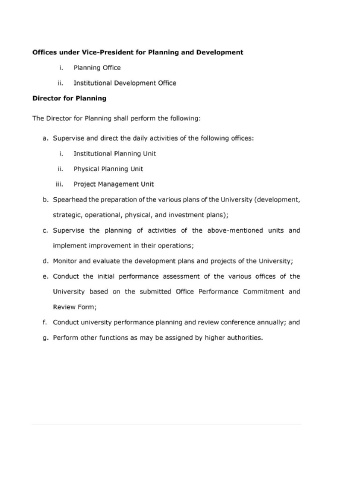 Offices under Vice-President for Planning and Development
i. Planning Office
ii. Institutional Development Office
Director for Planning
The Director for Planning shall perform the following:
a. Supervise and direct the daily activities of the following offices:
i. Institutional Planning Unit
ii. Physical Planning Unit
iii. Project Management Unit
b. Spearhead the preparation of the various plans of the University (development,
strategic, operational, physical, and investment plans);
c. Supervise the planning of activities of the above-mentioned units and
implement improvement in their operations;
d. Monitor and evaluate the development plans and projects of the University;
e. Conduct the initial performance assessment of the various offices of the
University based on the submitted Office Performance Commitment and
Review Form;
f. Conduct university performance planning and review conference annually; and
g. Perform other functions as may be assigned by higher authorities.